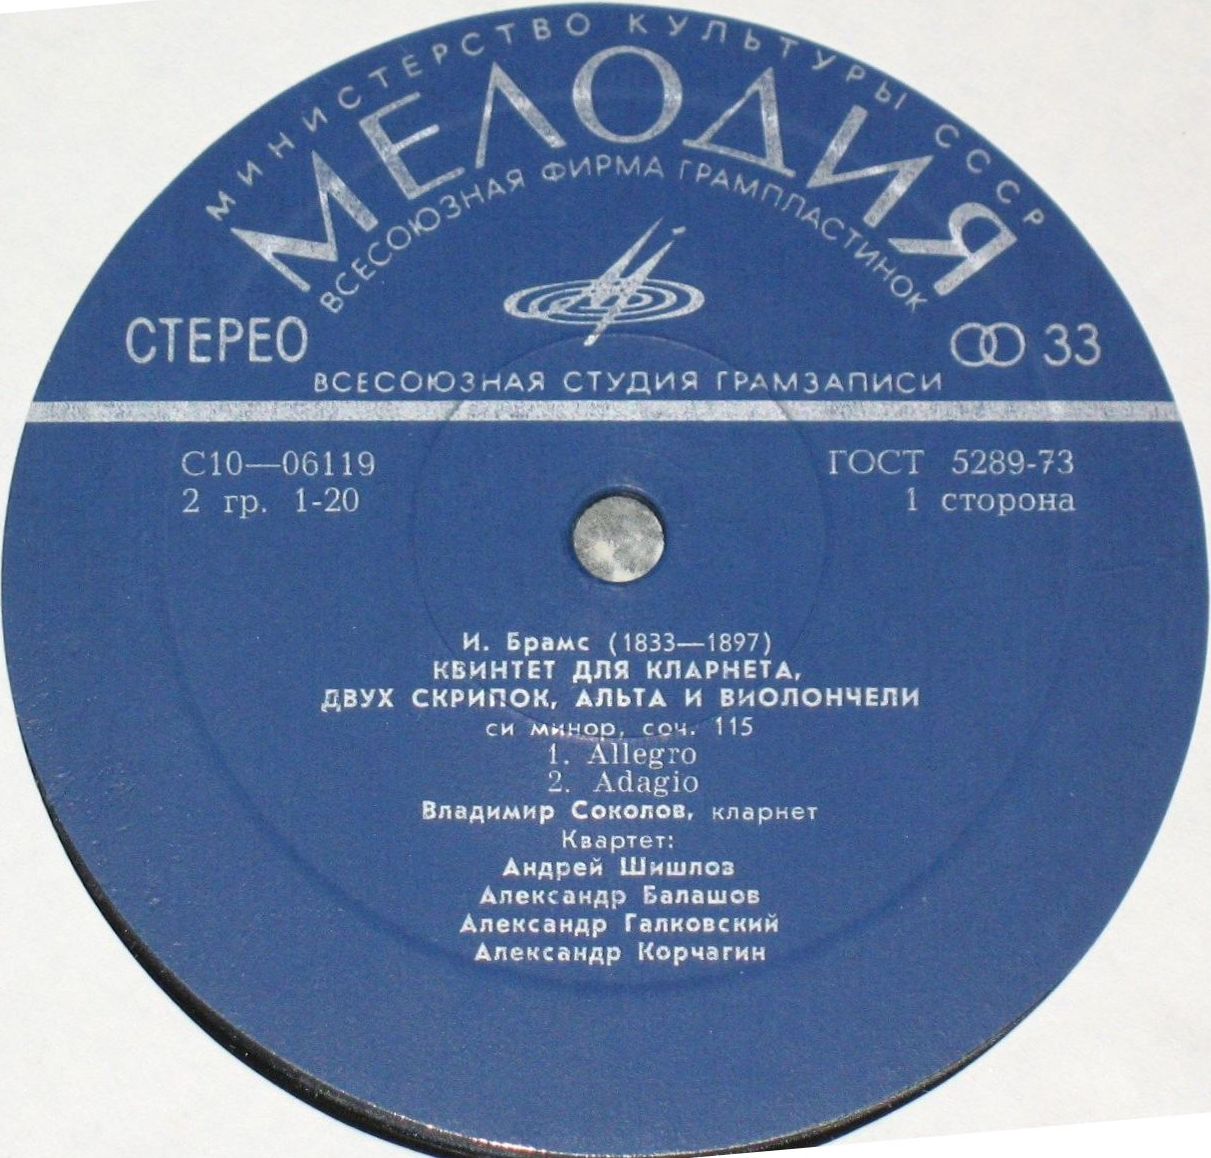 МИНИСТЕРСТВО КУЛЬТУРЫ СССР
МЕЛОДИЯ
ВСЕСОЮЗНАЯ ФИРМА ГРАМПЛАСТИНОК
СТЕРЕО
33
ВСЕСОЮЗНАЯ СТУДИЯ ГРАМЗАПИСИ
С10—06119
ГОСТ 5289-73
2 гр. 1-20
1 сторона
И. Брамс (1833—1897)
КВИНТЕТ ДЛЯ КЛАРНЕТА,
ДВУХ СКРИПОК, АЛЬТА И ВИОЛОНЧЕЛИ
си минор, соч. 115
1. Allegro
2. Adagio
Владимир Соколов, кларнет
Квартет:
Андрей Шишлов
Александр Балашов
Александр Галковский
Александр Корчагин